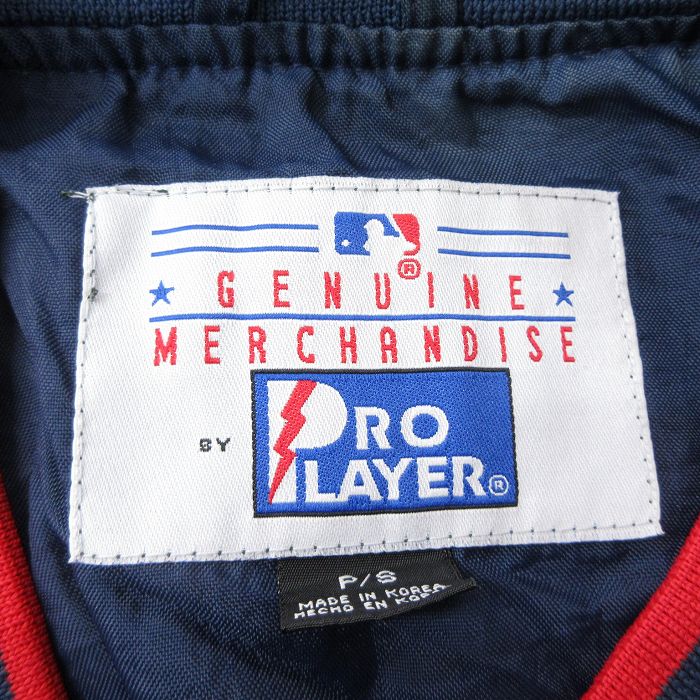 ®
GENUINE
MERCHANDISE
BY
PRO
PLAYER®
P/S
MADE IN KOREA
HECHO EN KOREA